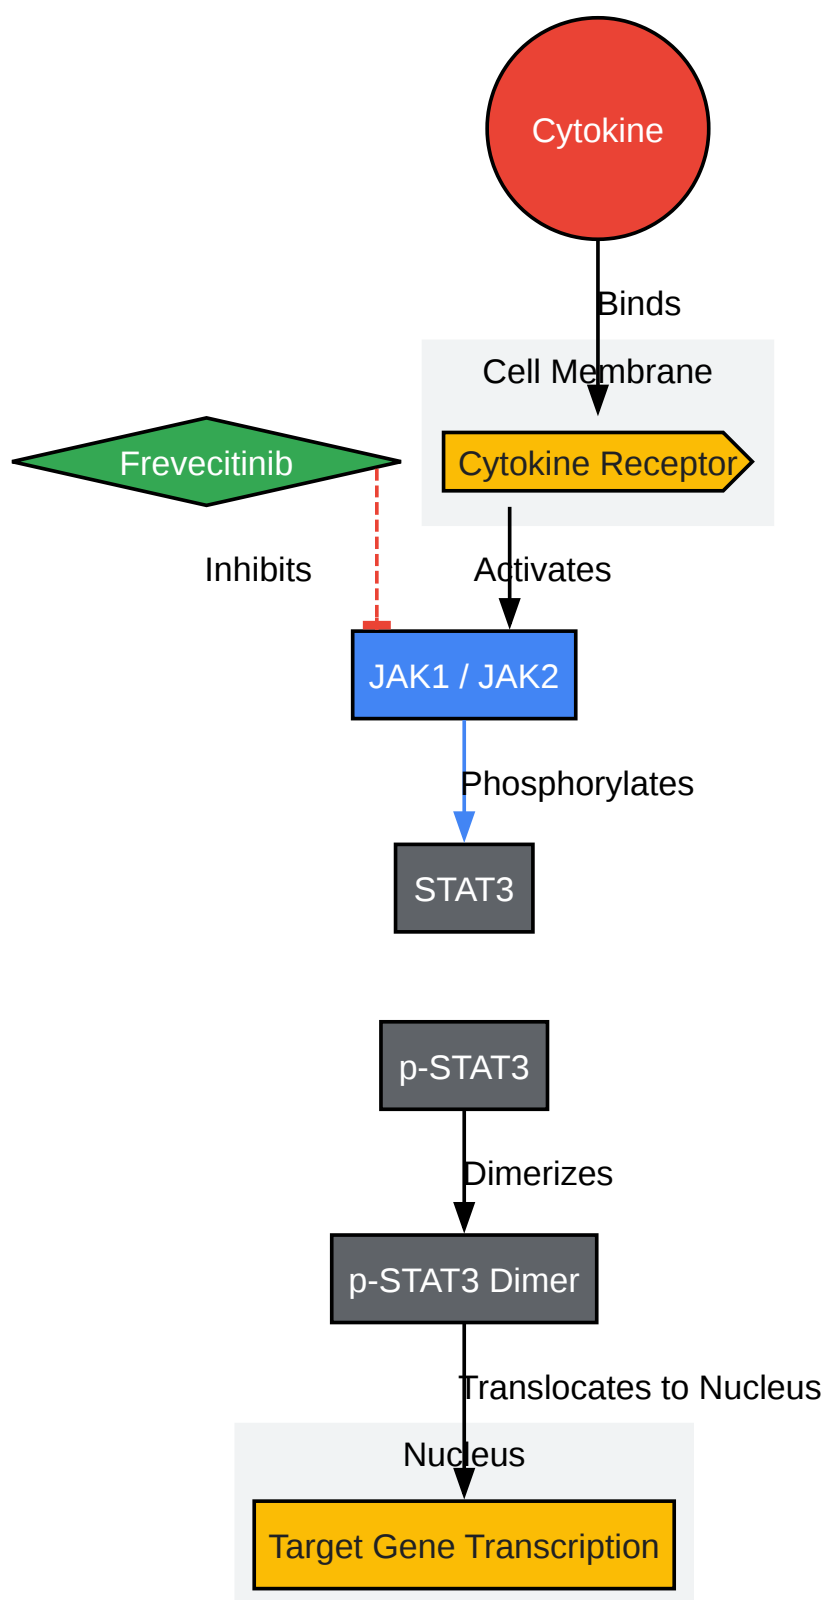 Cytokine
Binds
Cell Membrane
Frevecitinib
Cytokine Receptor
Inhibits
Activates
JAK1 / JAK2
Phosphorylates
STAT3
p-STAT3
Dimerizes
p-STAT3 Dimer
Translocates to Nucleus
Nucleus
Target Gene Transcription